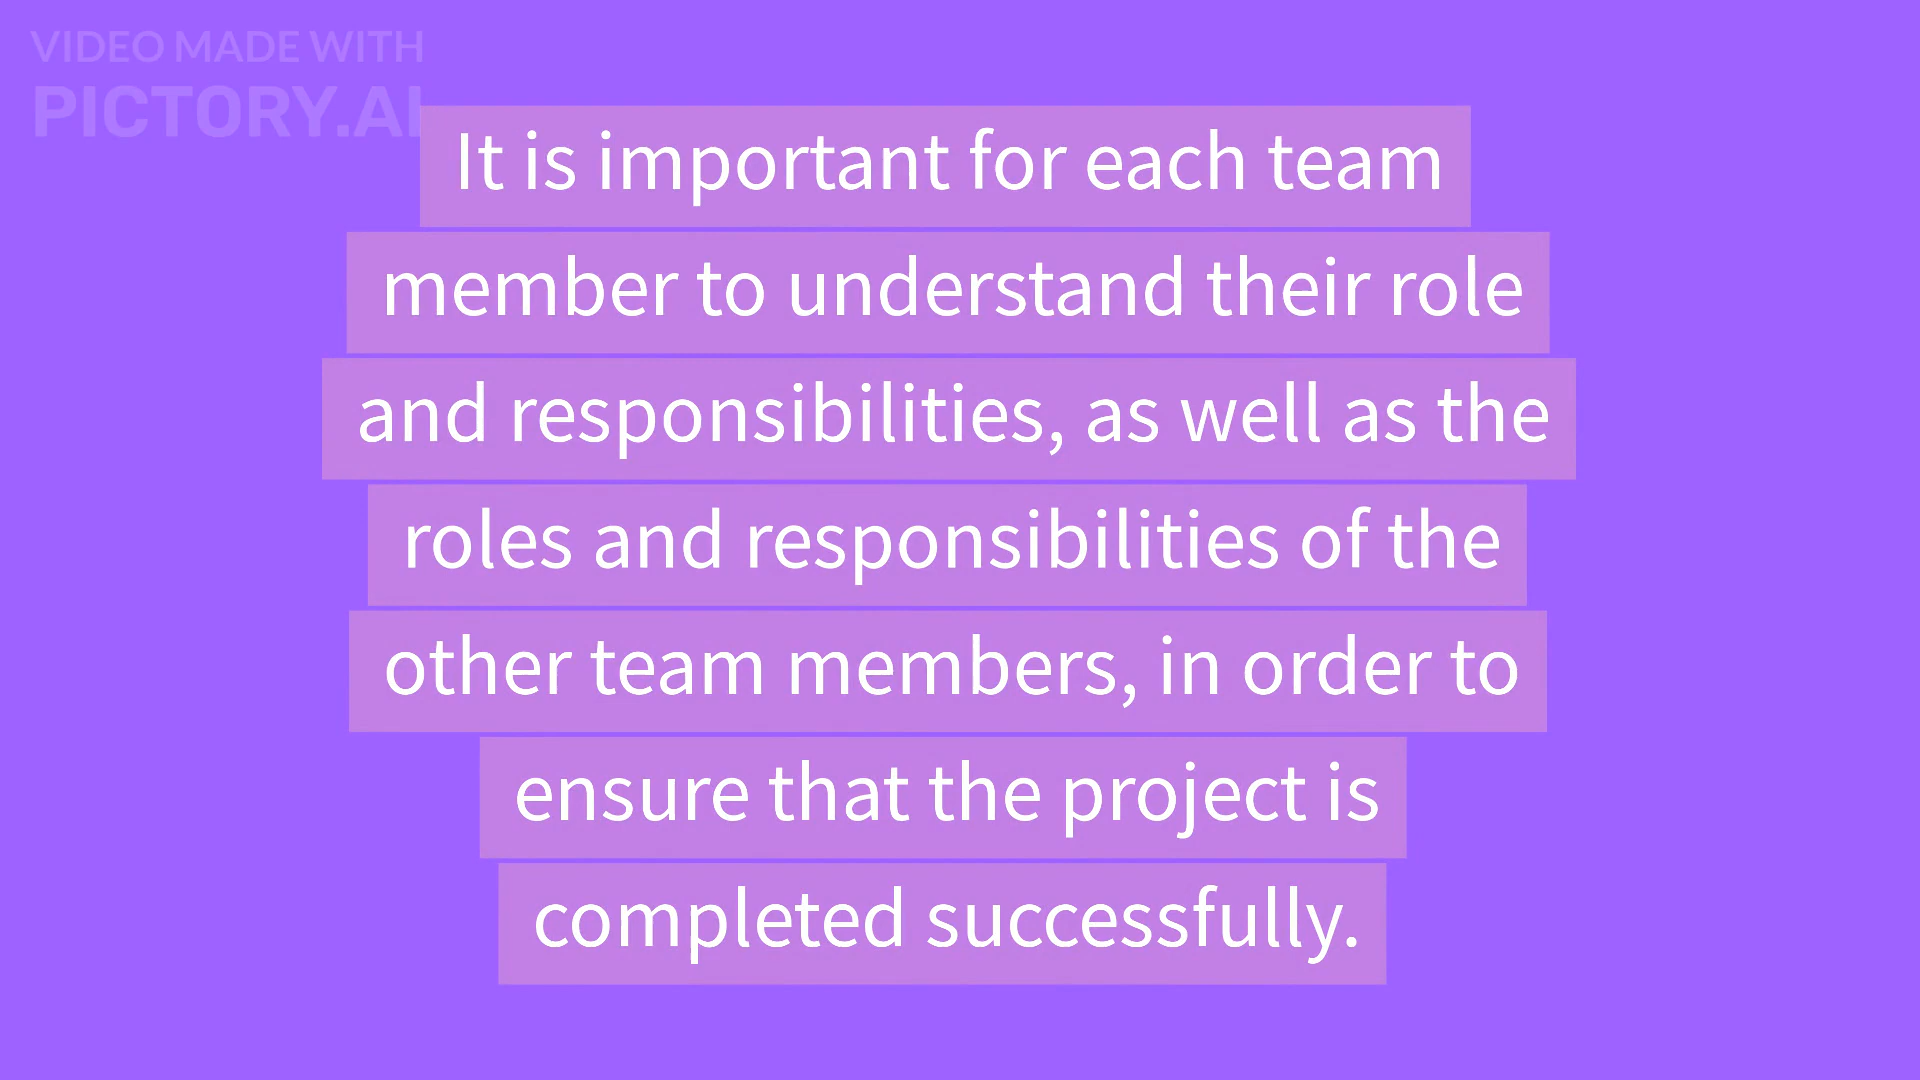 VIDEO MADE WITH
PICTORY.AI
It is important for each team
member to understand their role
and responsibilities, as well as the
roles and responsibilities of the
other team members, in order to
ensure that the project is
completed successfully.